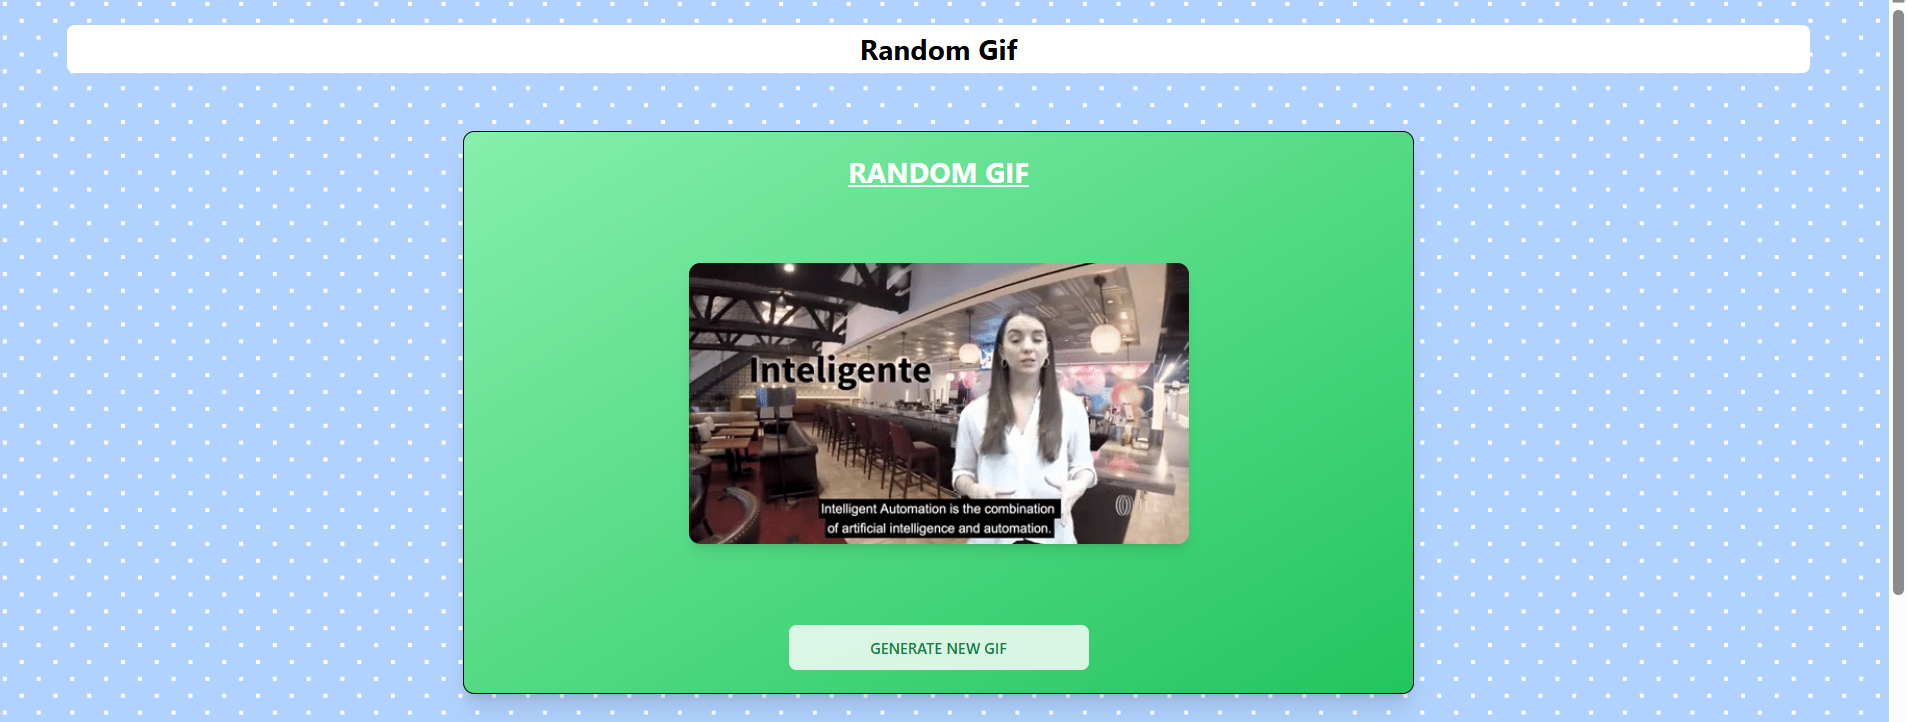 Random Gif
RANDOM GIF
Inteligente
Intelligent Automation is the combination
of artificial intelligence and automation.
GENERATE NEW GIF